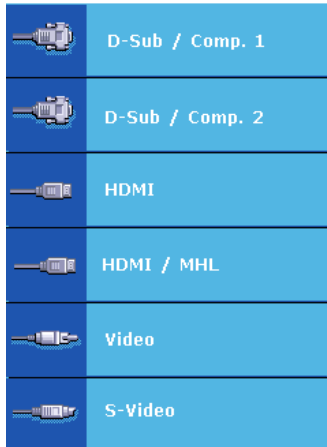 D-Sub / Comp. 1
D-Sub / Comp. 2
HDMI
HDMI / MHL
Video
S-Video